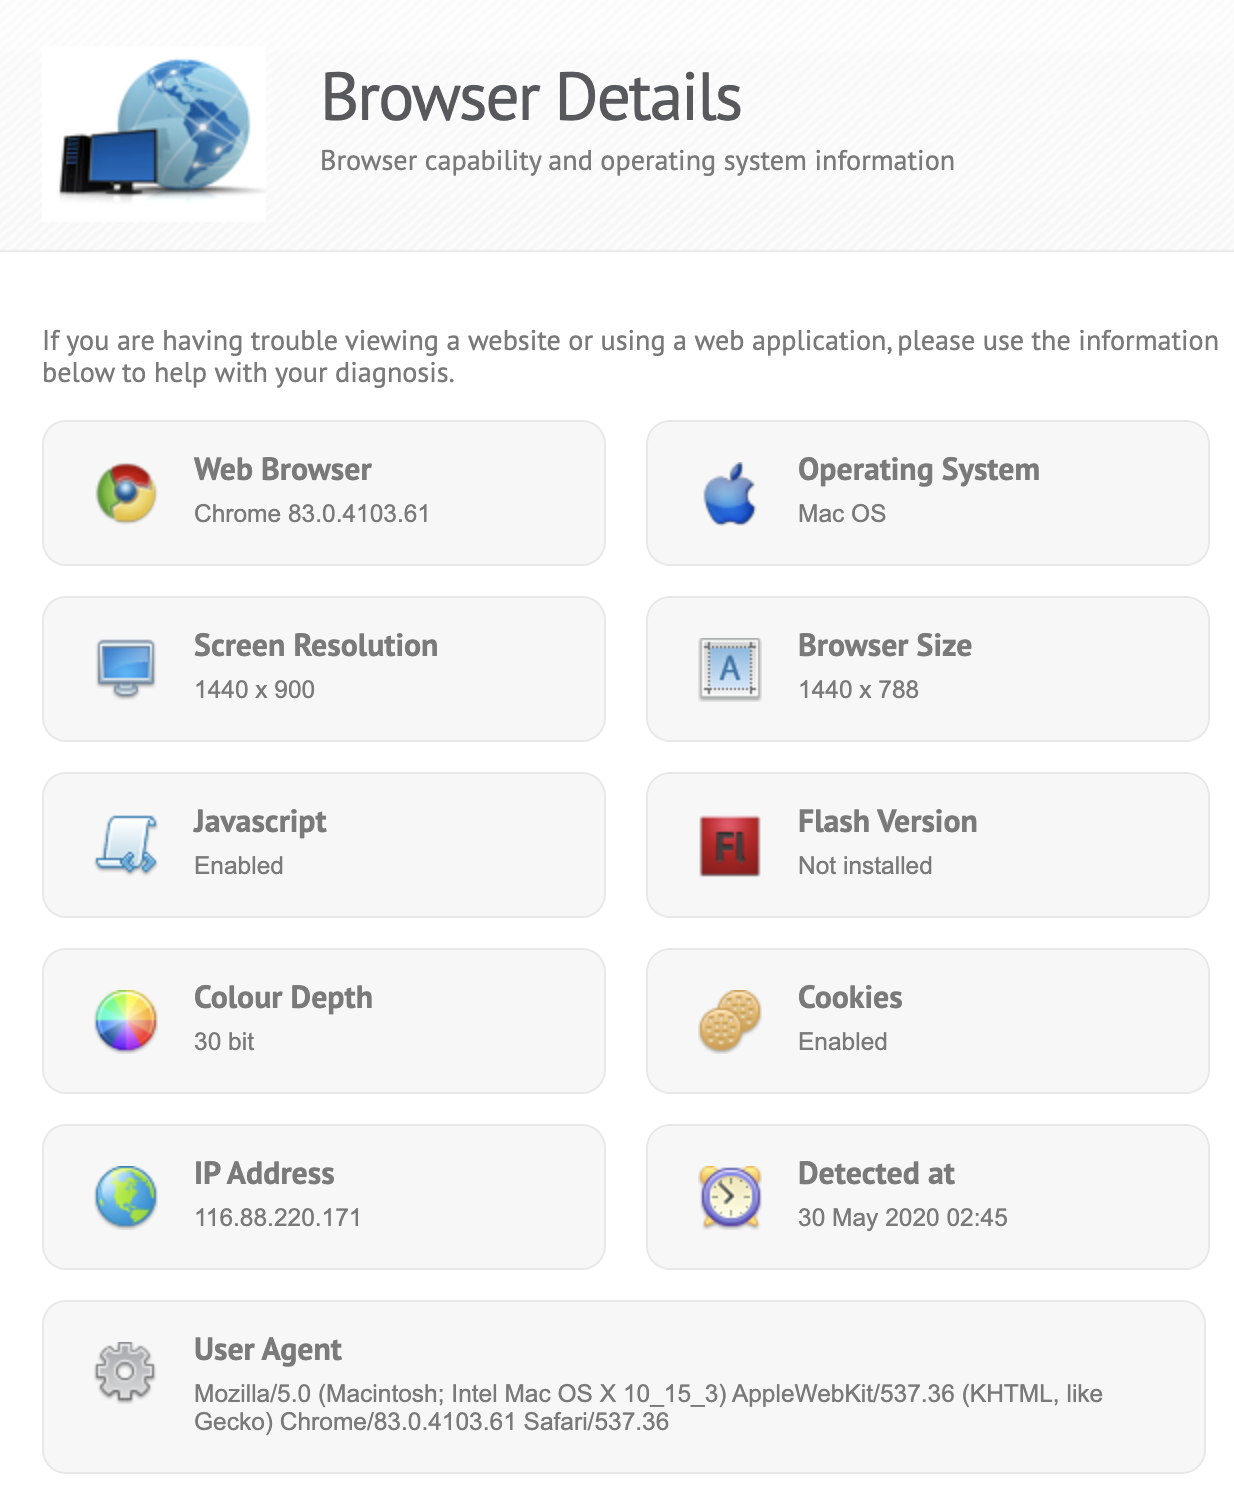 Browser Details
Browser capability and operating system information
If you are having trouble viewing a website or using a web application, please use the information
below to help with your diagnosis.
Web Browser
Chrome 83.0.4103.61
Operating System
Mac OS
Screen Resolution
1440 x 900
Browser Size
1440 x 788
Javascript
Enabled
A
Flash Version
Not installed
Fl
Colour Depth
30 bit
Cookies
Enabled
IP Address
116.88.220.171
Detected at
30 May 2020 02:45
User Agent
Mozilla/5.0 (Macintosh; Intel Mac OS X 10_15_3) AppleWebKit/537.36 (KHTML, like
Gecko) Chrome/83.0.4103.61 Safari/537.36